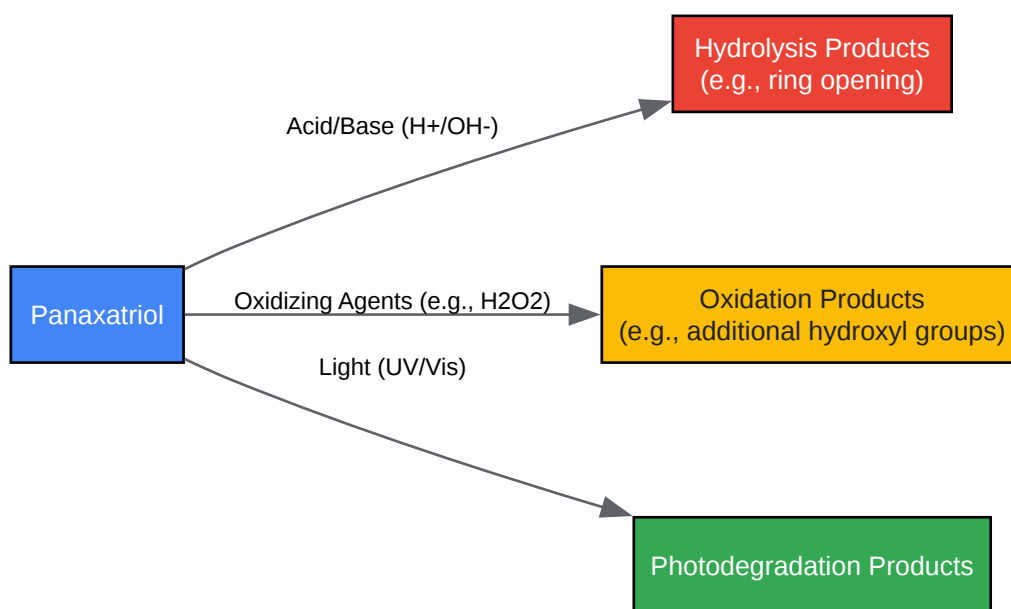 Hydrolysis Products
(e.g., ring opening)
Acid/Base (H+/OH-)
Panaxatriol
Oxidizing Agents (e.g., H2O2)
Oxidation Products
(e.g., additional hydroxyl groups)
Light (UV/Vis)
Photodegradation Products